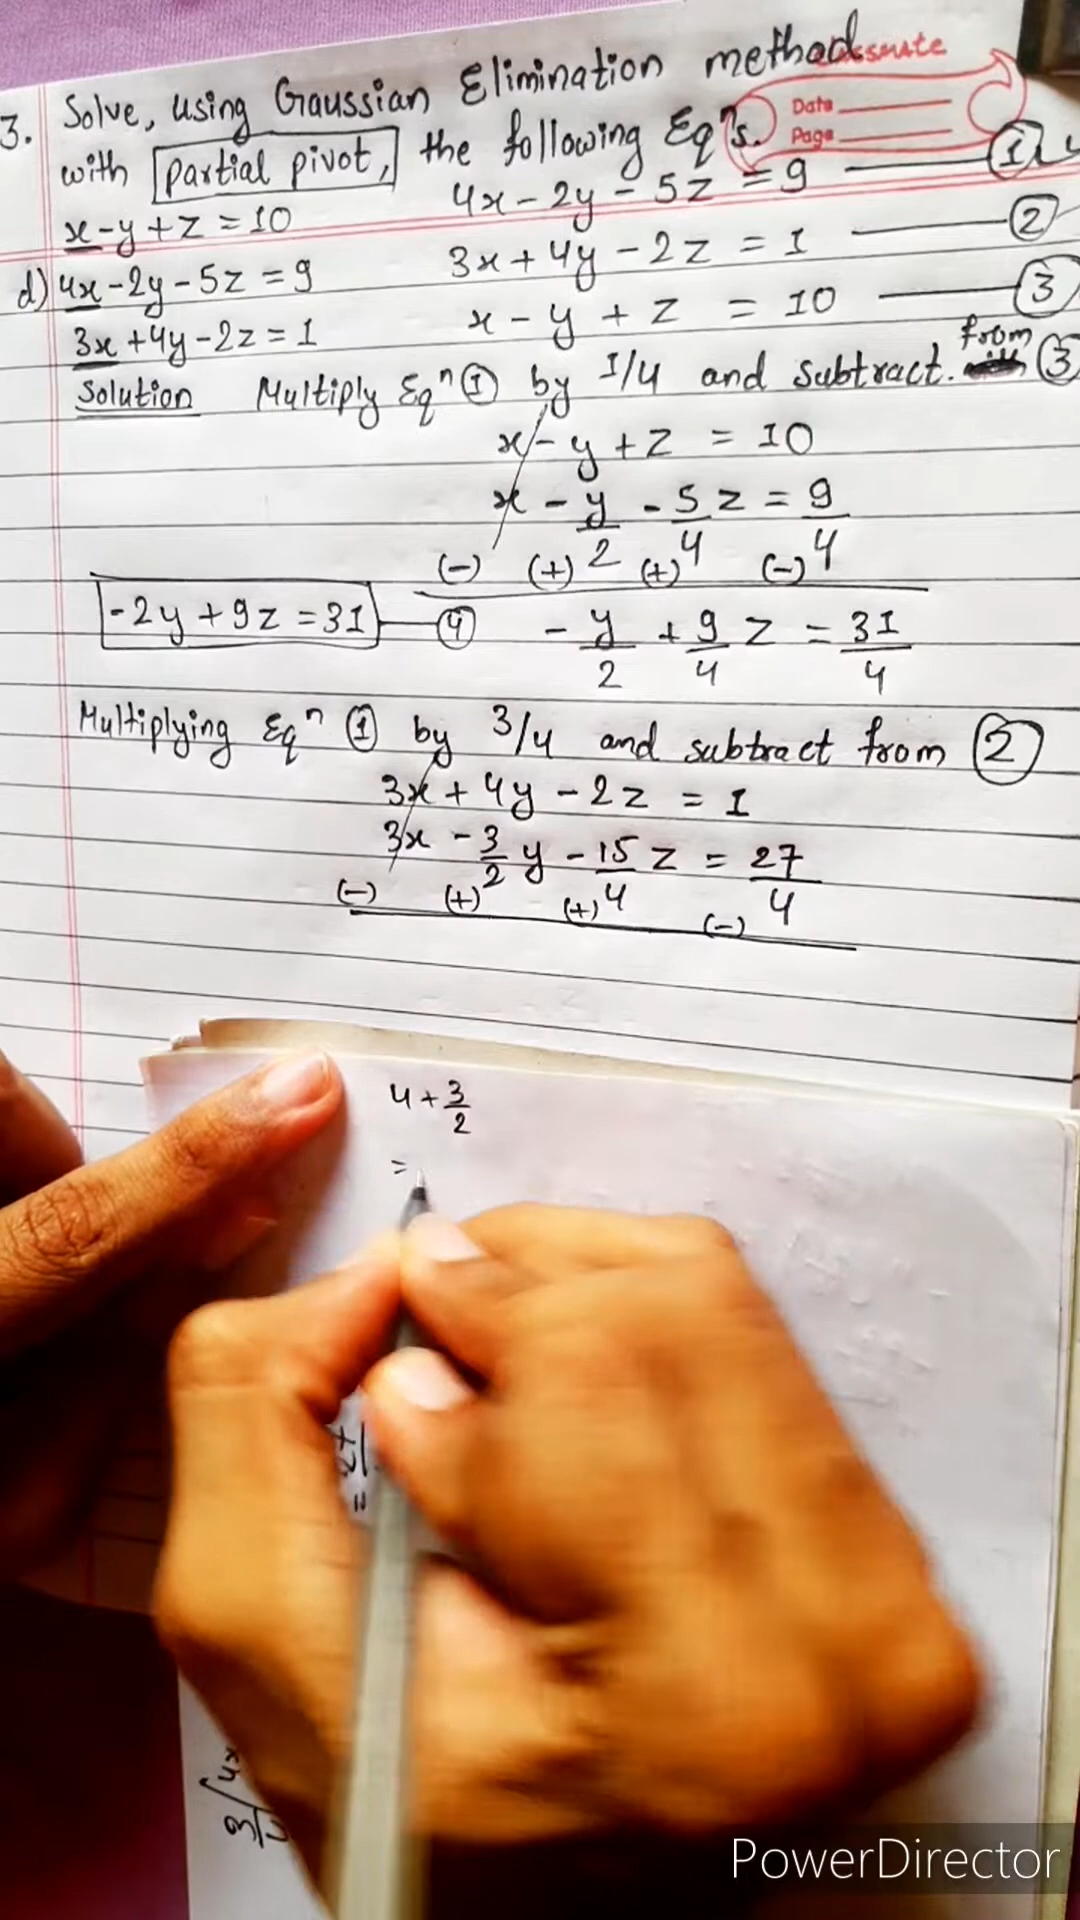 classmate
Date
Page
3. Solve, using Gaussian Elimination method
with partial pivot, the following Eqⁿs.
x-y+z=10
d) 4x-2y-5z=9
3x+4y-2z=1
4x-2y-5z=9 ① 
3x+4y-2z=1 ②
x-y+z=10 ③
Solution Multiply Eqⁿ ① by 1/4 and subtract. from ③
x-y+z=10
x - y/2 - 5/4 z = 9/4
(-) (+) (+) (-)
-2y+9z=31 ④ -y/2 + 9/4 z = 31/4
Multiplying Eqⁿ ① by 3/4 and subtract from ②
3x+4y-2z=1
3x - 3/2 y - 15/4 z = 27/4
(-) (+) (+) (-)
4+3/2
=
PowerDirector